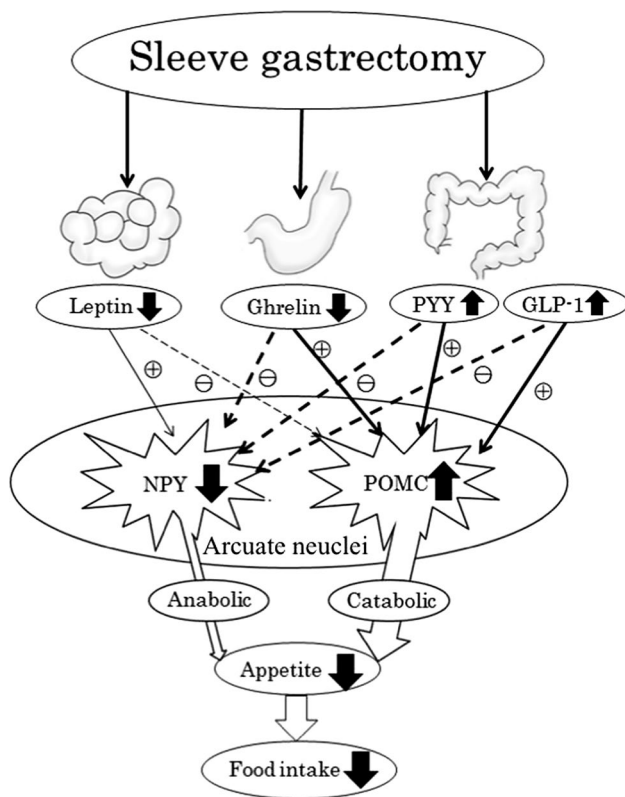 Sleeve gastrectomy
Leptin
Ghrelin
PYY
GLP-1
⊕
⊖
⊖
⊕
⊖
⊕
⊖
⊕
NPY
POMC
Arcuate neuclei
Anabolic
Catabolic
Appetite
Food intake